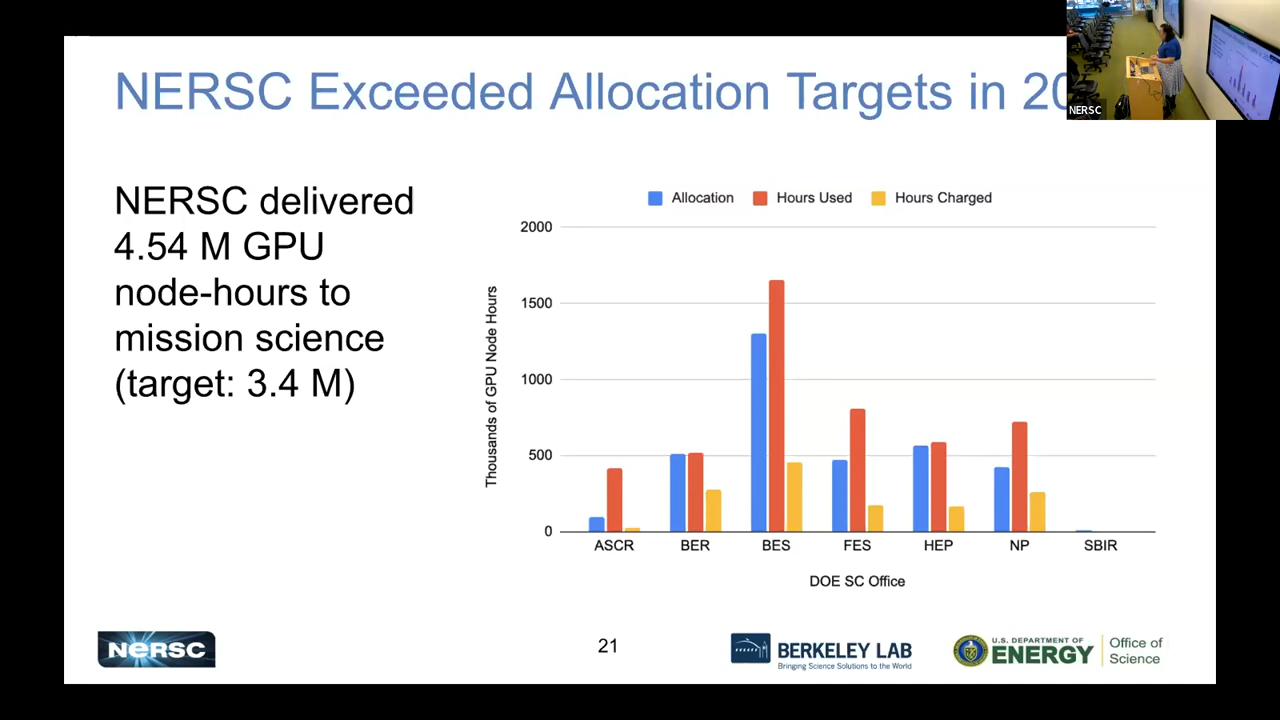 NERSC Exceeded Allocation Targets in 20
NERSC
NERSC delivered
4.54 M GPU
node-hours to
mission science
(target: 3.4 M)
Allocation Hours Used Hours Charged
Thousands of GPU Node Hours
2000
1500
1000
500
0
ASCR BER BES FES HEP NP SBIR
DOE SC Office
NERSC
21
BERKELEY LAB
Bringing Science Solutions to the World
U.S. DEPARTMENT OF
ENERGY
Office of
Science